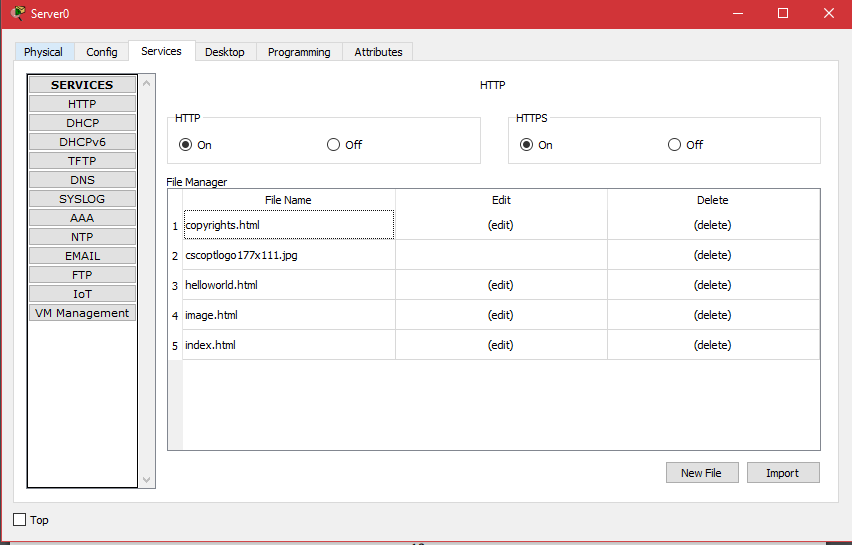 Server0
Physical Config Services Desktop Programming Attributes
SERVICES
HTTP
DHCP
DHCPv6
TFTP
DNS
SYSLOG
AAA
NTP
EMAIL
FTP
IoT
VM Management
HTTP
HTTP
On Off
HTTPS
On Off
File Manager
File Name Edit Delete
1 copyrights.html (edit) (delete)
2 cscoptlogo177x111.jpg (delete)
3 helloworld.html (edit) (delete)
4 image.html (edit) (delete)
5 index.html (edit) (delete)
New File Import
Top